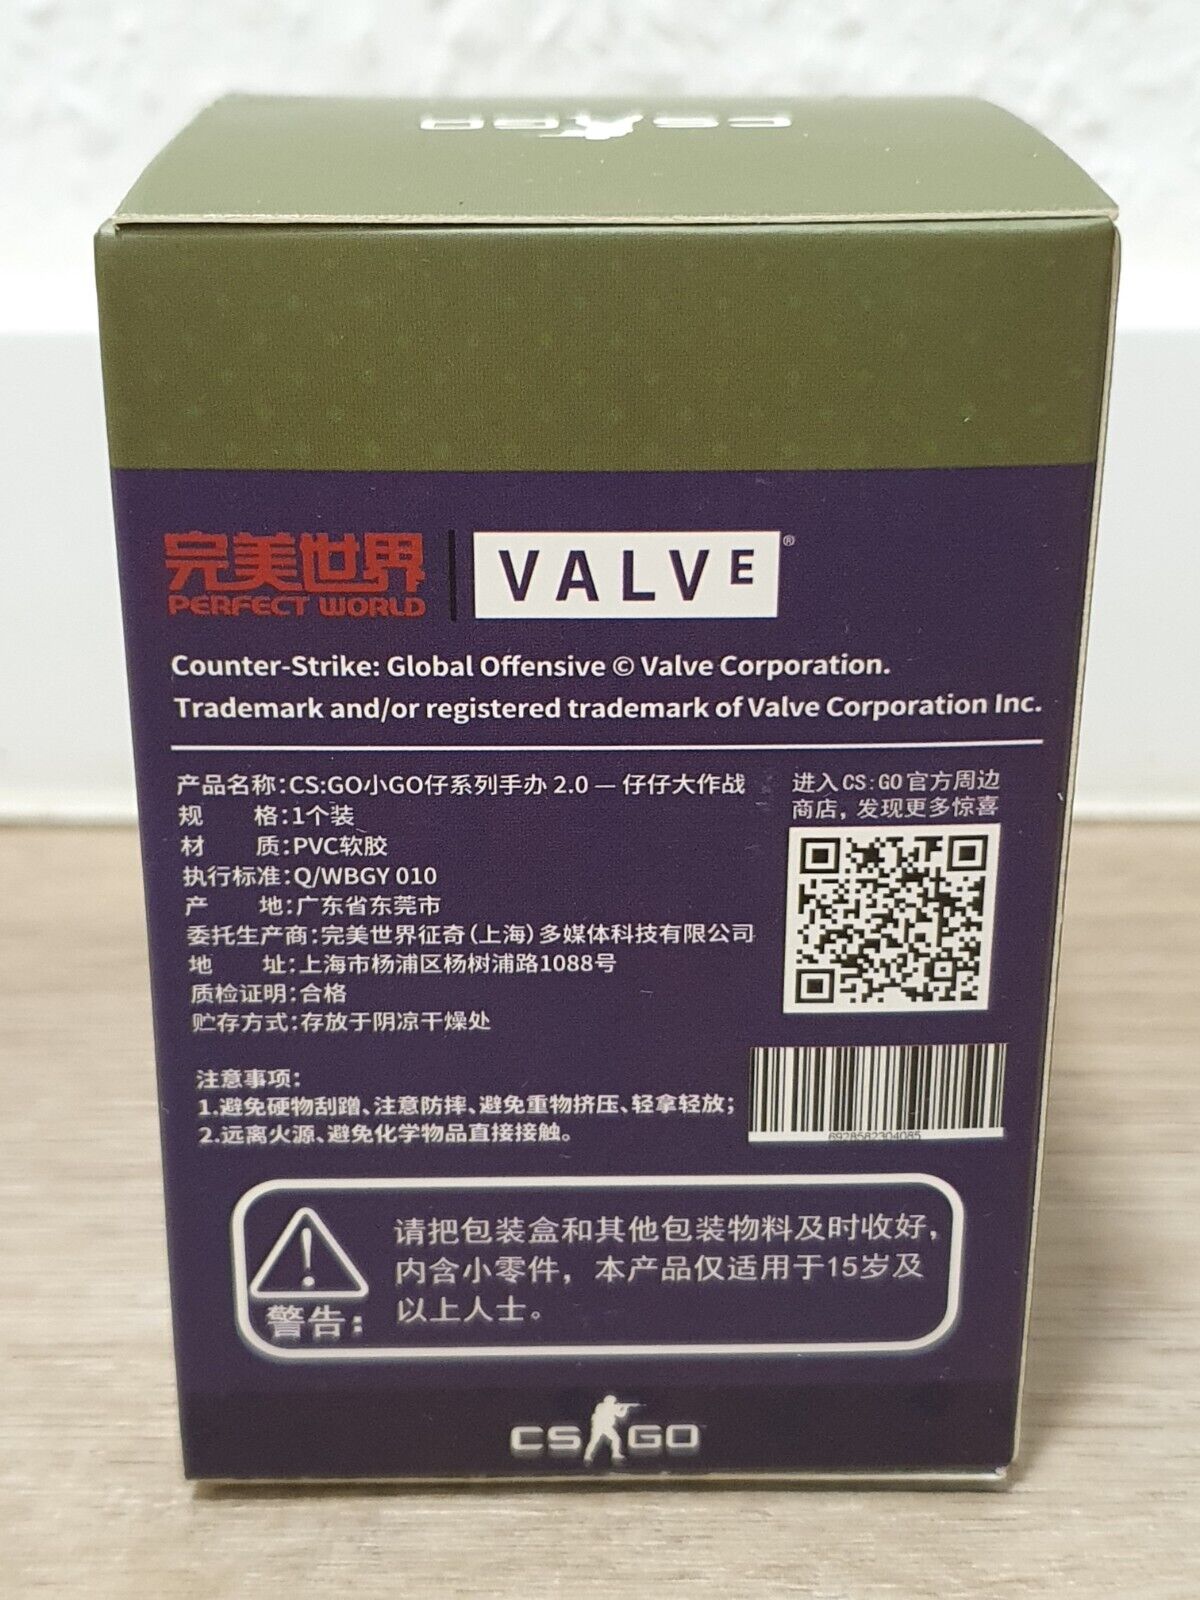 CS GO
完美世界
PERFECT WORLD
VALVE®
Counter-Strike: Global Offensive © Valve Corporation.
Trademark and/or registered trademark of Valve Corporation Inc.
产品名称:CS:GO小GO仔系列手办 2.0 — 仔仔大作战
规 格:1个装
材 质:PVC软胶
执行标准:Q/WBGY 010
产 地:广东省东莞市
委托生产商:完美世界征奇(上海)多媒体科技有限公司
地 址:上海市杨浦区杨树浦路1088号
质检证明:合格
贮存方式:存放于阴凉干燥处
进入CS:GO官方周边
商店，发现更多惊喜
注意事项:
1.避免硬物刮蹭、注意防摔、避免重物挤压、轻拿轻放;
2.远离火源、避免化学物品直接接触。
6928582304085
警告:
请把包装盒和其他包装物料及时收好，
内含小零件，本产品仅适用于15岁及
以上人士。
CS GO